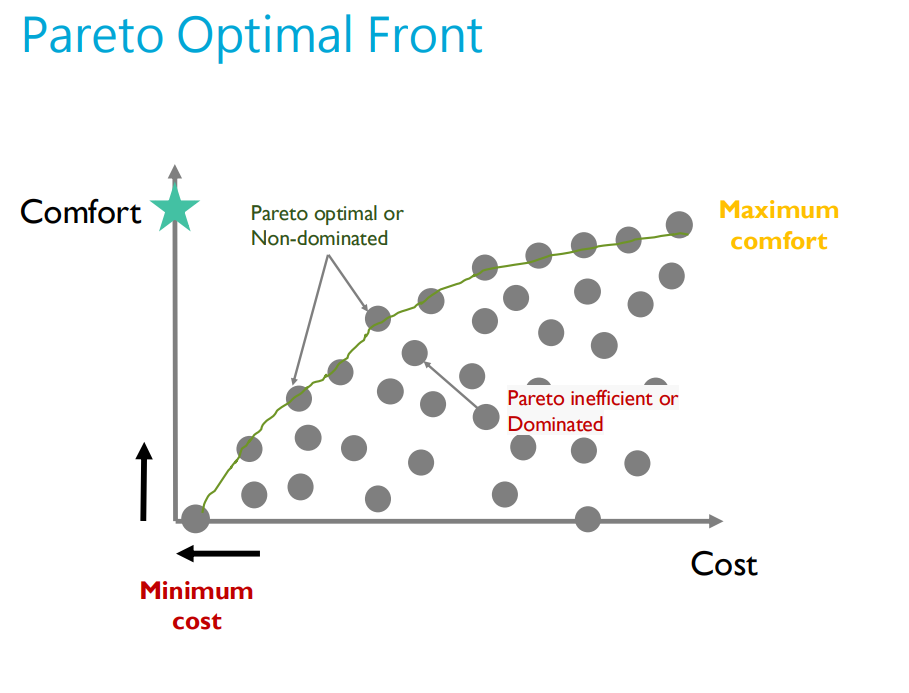 Pareto Optimal Front
Comfort
Pareto optimal or
Non-dominated
Maximum
comfort
Pareto inefficient or
Dominated
Cost
Minimum
cost